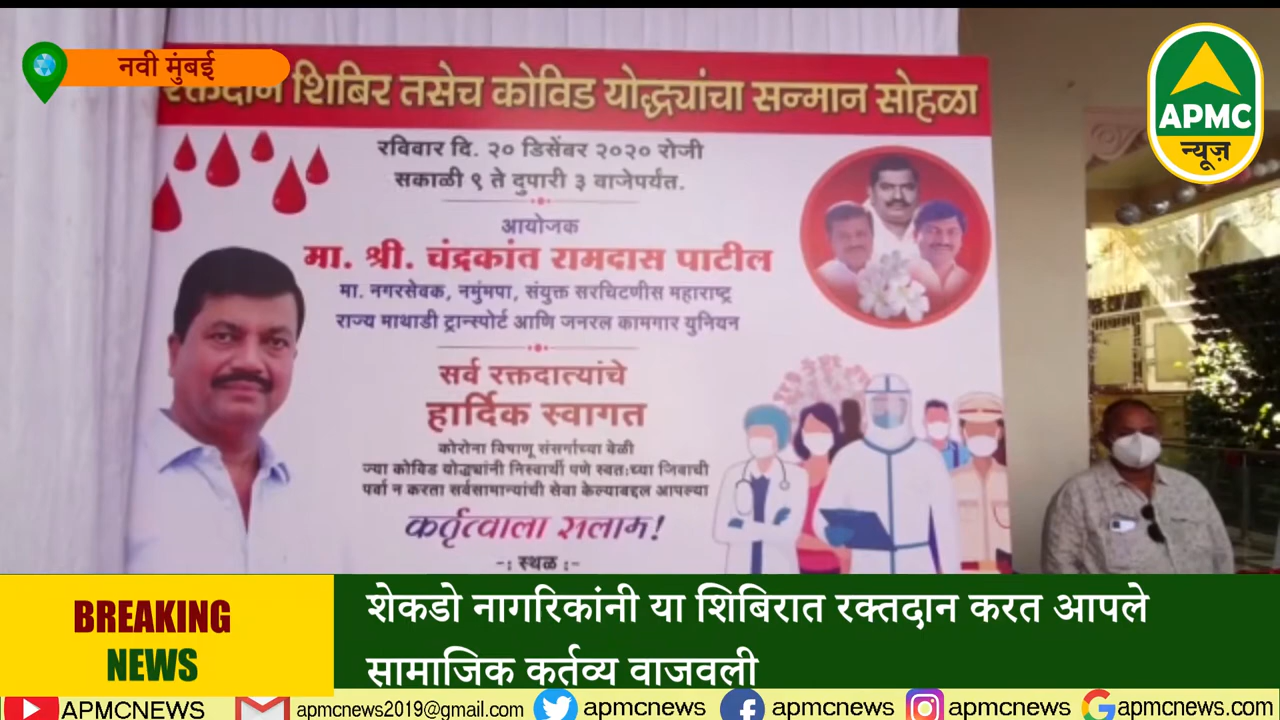 नवी मुंबई
APMC
न्यूज़
रक्तदान शिबिर तसेच कोविड योद्ध्यांचा सन्मान सोहळा
रविवार दि. २० डिसेंबर २०२० रोजी
सकाळी ९ ते दुपारी ३ वाजेपर्यंत.
आयोजक
मा. श्री. चंद्रकांत रामदास पाटील
मा. नगरसेवक, नमुंमपा, संयुक्त सरचिटणीस महाराष्ट्र
राज्य माथाडी ट्रान्स्पोर्ट आणि जनरल कामगार युनियन
सर्व रक्तदात्यांचे
हार्दिक स्वागत
कोरोना विषाणू संसर्गाच्या वेळी
ज्या कोविड योद्ध्यांनी निस्वार्थी पणे स्वतःच्या जिवाची
पर्वा न करता सर्वसामान्यांची सेवा केल्याबद्दल आपल्या
कर्तृत्वाला सलाम!
-: स्थळ :-
BREAKING
NEWS
शेकडो नागरिकांनी या शिबिरात रक्तदान करत आपले
सामाजिक कर्तव्य वाजवली
APMCNEWS apmcnews2019@gmail.com apmcnews apmcnews apmcnews apmcnews.com